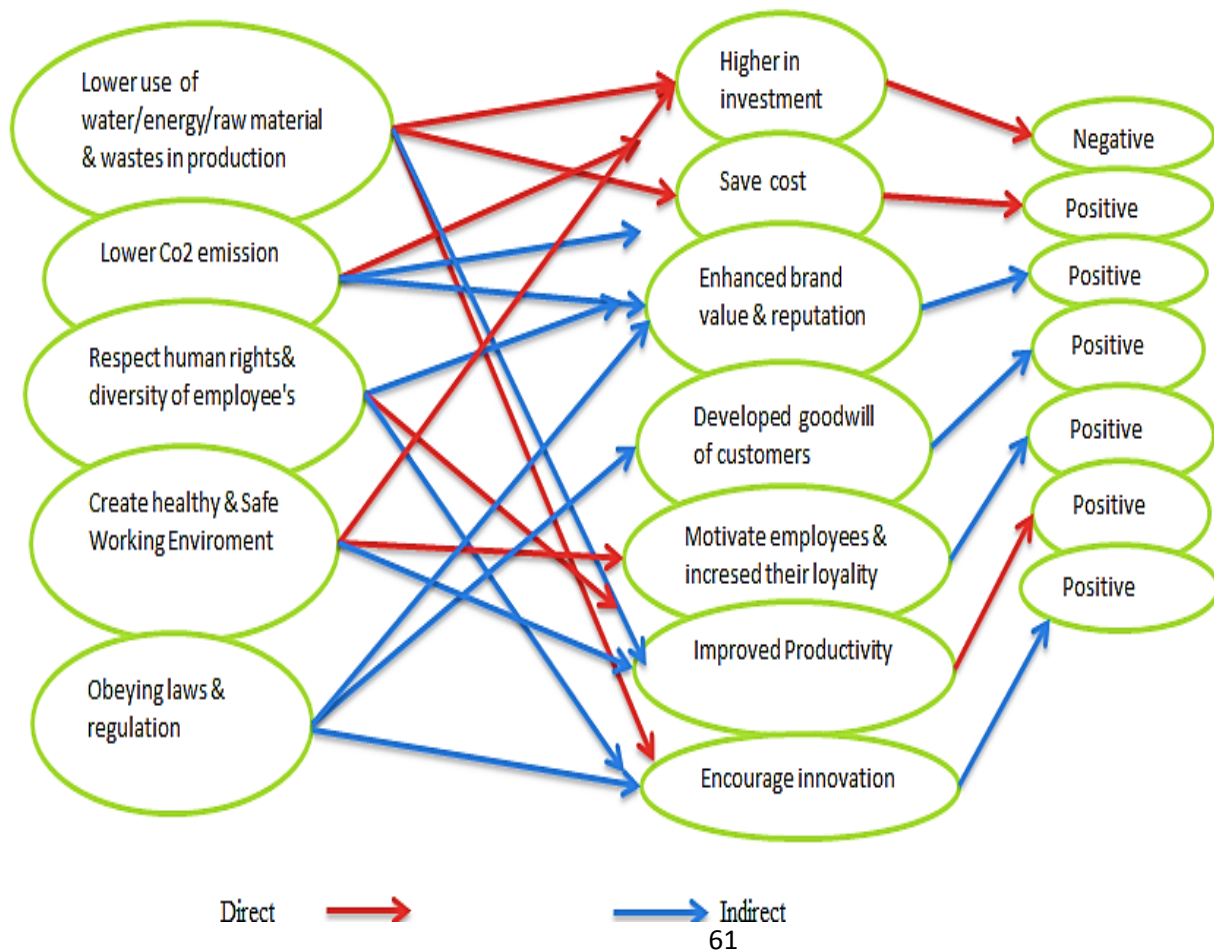 Lower use of
water/energy/raw material
& wastes in production
Lower Co2 emission
Respect human rights&
diversity of employee's
Create healthy & Safe
Working Enviroment
Obeying laws &
regulation
Higher in
investment
Save cost
Enhanced brand
value & reputation
Developed goodwill
of customers
Motivate employees &
incresed their loyality
Improved Productivity
Encourage innovation
Negative
Positive
Positive
Positive
Positive
Positive
Positive
Direct
Indirect
61